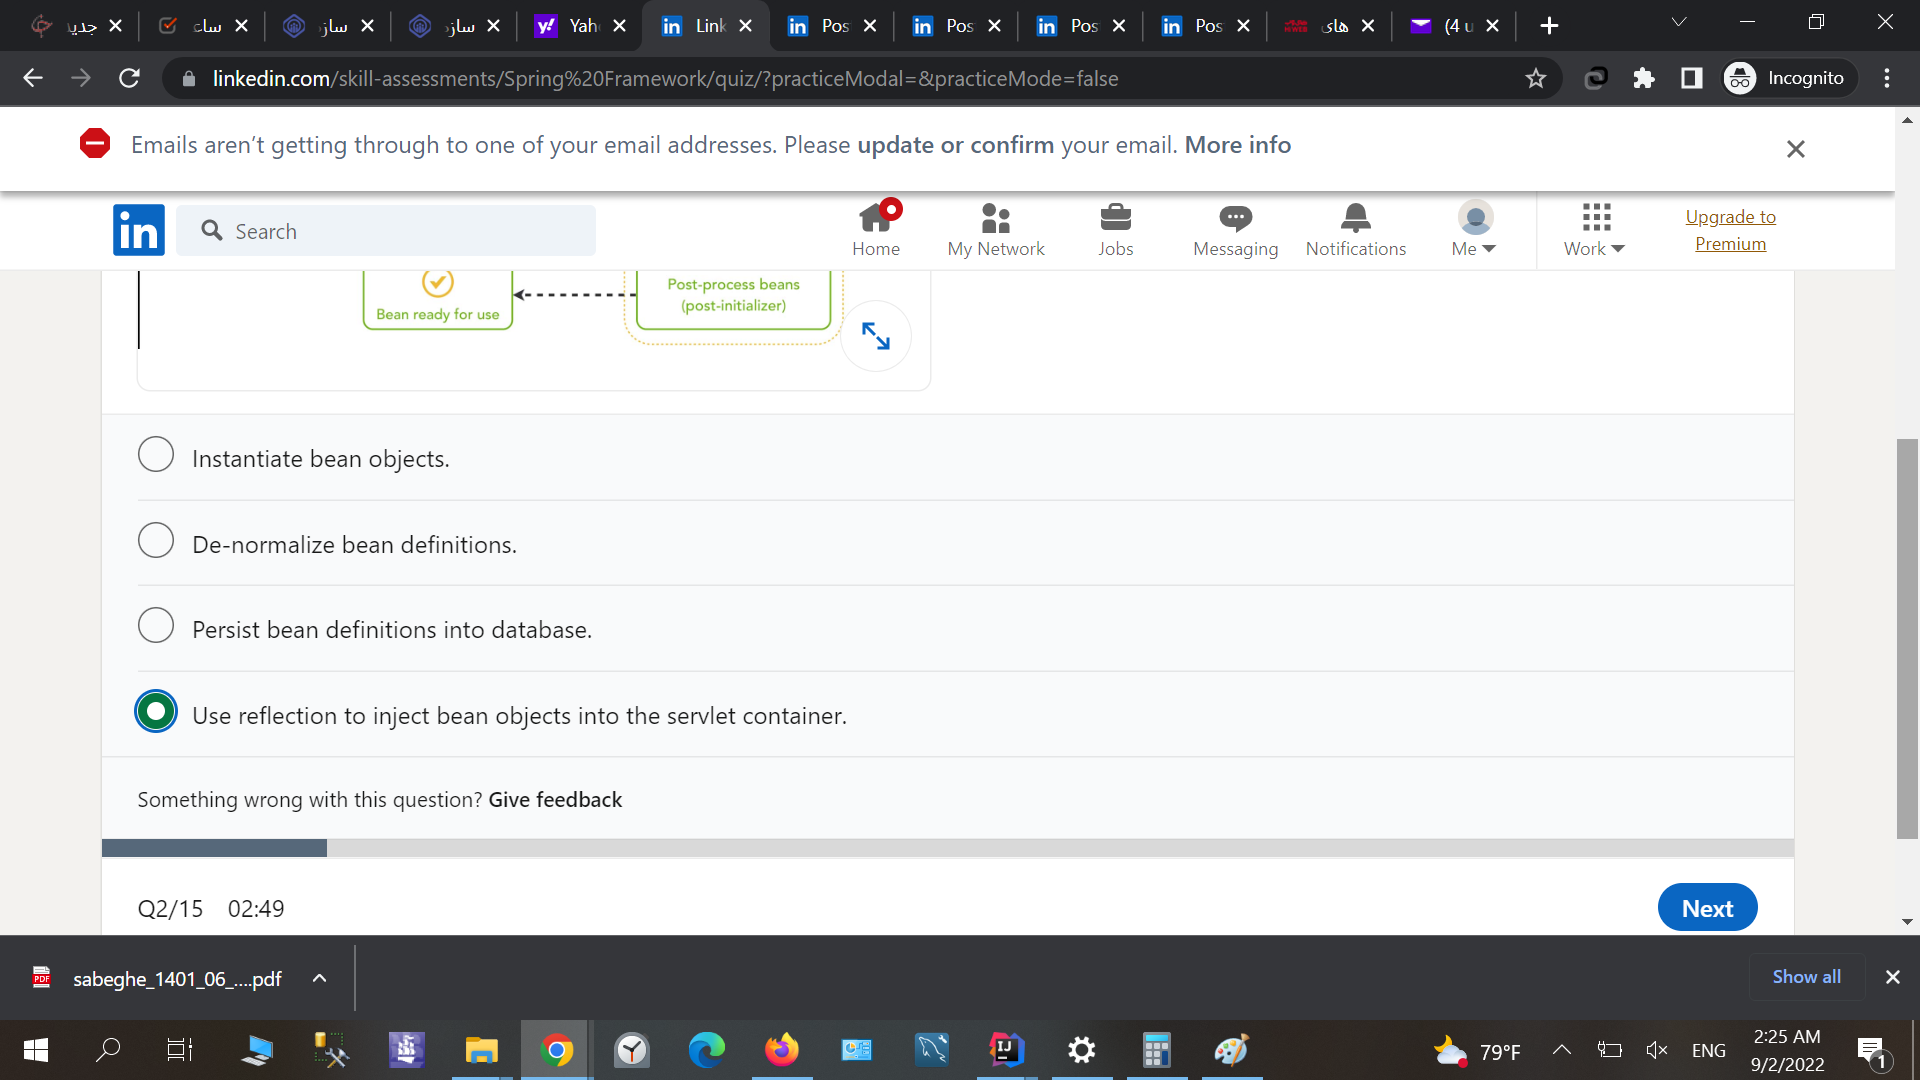 جدید
ساء
ساز
ساز
Yah
Link
Pos
Pos
Pos
Pos
های
(4 u
linkedin.com/skill-assessments/Spring%20Framework/quiz/?practiceModal=&practiceMode=false
Incognito
Emails aren’t getting through to one of your email addresses. Please update or confirm your email. More info
in
Search
Home
My Network
Jobs
Messaging
Notifications
Me
Work
Upgrade to
Premium
Bean ready for use
Post-process beans
(post-initializer)
Instantiate bean objects.
De-normalize bean definitions.
Persist bean definitions into database.
Use reflection to inject bean objects into the servlet container.
Something wrong with this question? Give feedback
Q2/15 02:49
Next
PDF
sabeghe_1401_06_....pdf
Show all
79°F
ENG
2:25 AM
9/2/2022
1